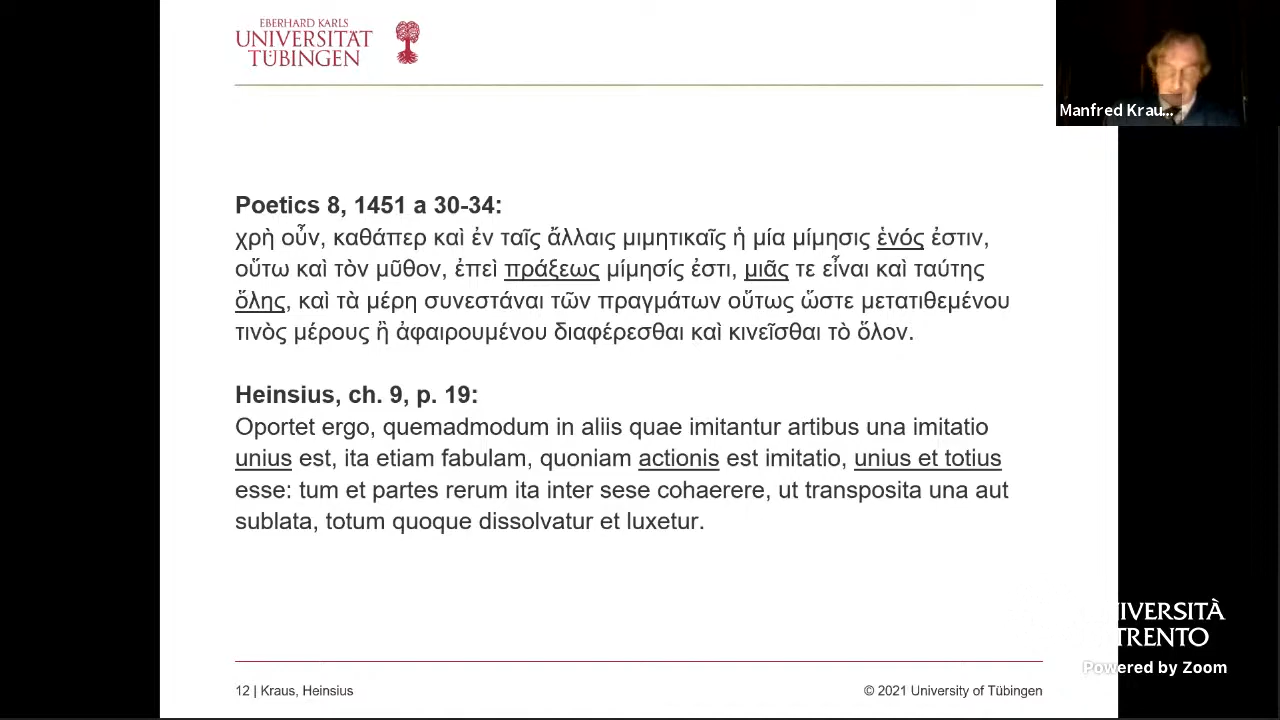 EBERHARD KARLS
UNIVERSITÄT
TÜBINGEN
Manfred Krau...
Poetics 8, 1451 a 30-34:
χρὴ οὖν, καθάπερ καὶ ἐν ταῖς ἄλλαις μιμητικαῖς ἡ μία μίμησις ἑνός ἐστιν,
οὕτω καὶ τὸν μῦθον, ἐπεὶ πράξεως μίμησίς ἐστι, μιᾶς τε εἶναι καὶ ταύτης
ὅλης, καὶ τὰ μέρη συνεστάναι τῶν πραγμάτων οὕτως ὥστε μετατιθεμένου
τινὸς μέρους ἢ ἀφαιρουμένου διαφέρεσθαι καὶ κινεῖσθαι τὸ ὅλον.
Heinsius, ch. 9, p. 19:
Oportet ergo, quemadmodum in aliis quae imitantur artibus una imitatio
unius est, ita etiam fabulam, quoniam actionis est imitatio, unius et totius
esse: tum et partes rerum ita inter sese cohaerere, ut transposita una aut
sublata, totum quoque dissolvatur et luxetur.
IVERSITÀ
TRENTO
Powered by Zoom
12 | Kraus, Heinsius
© 2021 University of Tübingen